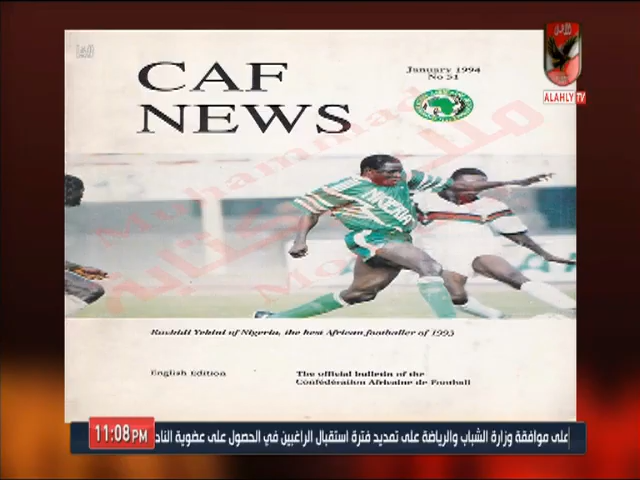 CAF
NEWS
January 1994
No 51
ALAHLY TV
Mohammad
NIGERIA
Rashidi Yekini of Nigeria, the best African footballer of 1993
English Edition
The official bulletin of the
Confédération Africaine de Football
11:08 PM
على موافقة وزارة الشباب والرياضة على تمديد فترة استقبال الراغبين في الحصول على عضوية الناد